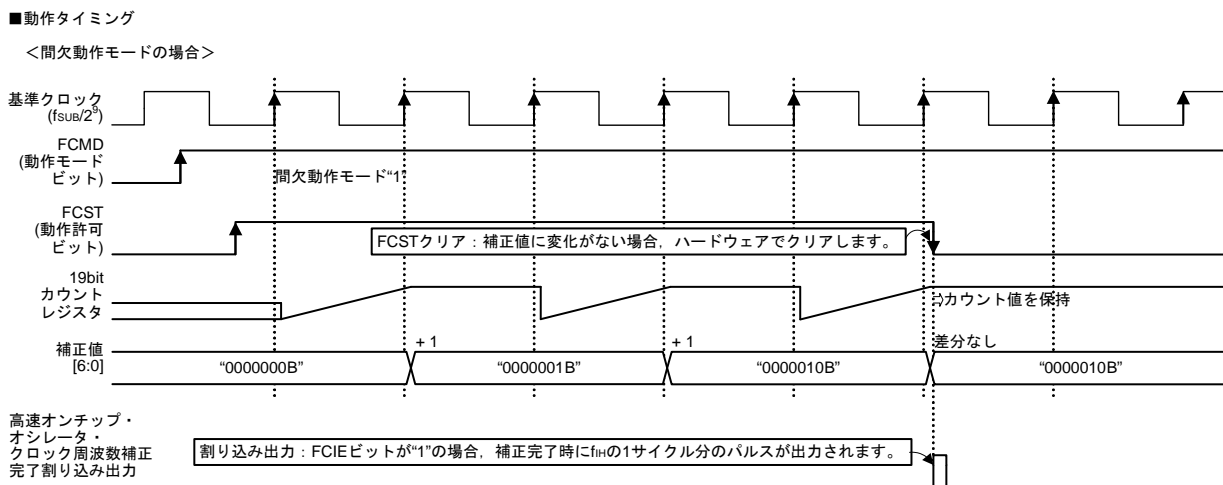 ■動作タイミング
＜間欠動作モードの場合＞
基準クロック
(fSUB/2⁹)
FCMD
(動作モード
ビット)
間欠動作モード“1”
FCST
(動作許可
ビット)
FCSTクリア：補正値に変化がない場合，ハードウェアでクリアします。
19bit
カウント
レジスタ
⇨カウント値を保持
補正値
[6:0]
“0000000B”
+ 1
“0000001B”
+ 1
“0000010B”
差分なし
“0000010B”
高速オンチップ・
オシレータ・
クロック周波数補正
完了割り込み出力
割り込み出力：FCIEビットが“1”の場合，補正完了時にfIHの1サイクル分のパルスが出力されます。